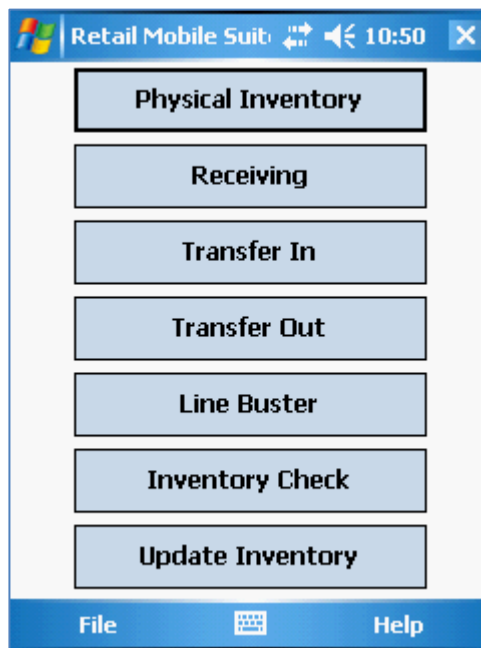 Retail Mobile Suit 10:50
Physical Inventory
Receiving
Transfer In
Transfer Out
Line Buster
Inventory Check
Update Inventory
File Help